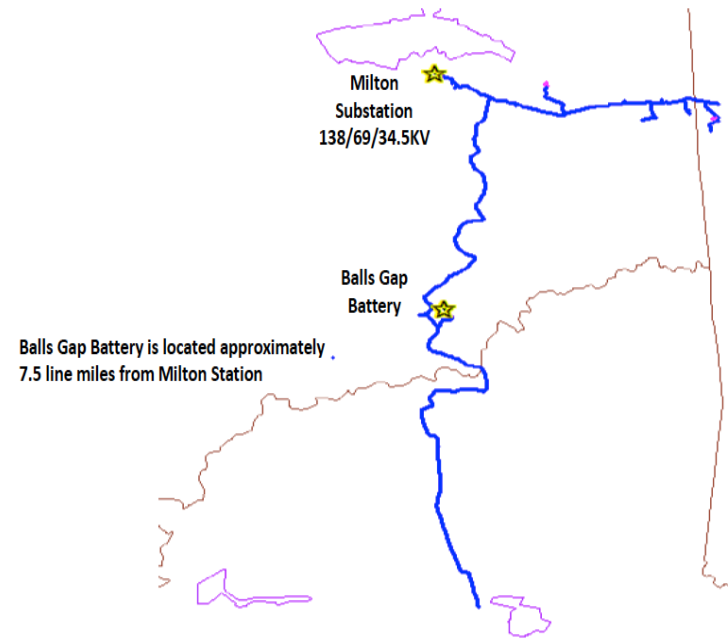 Milton
Substation
138/69/34.5KV
Balls Gap
Battery
Balls Gap Battery is located approximately
7.5 line miles from Milton Station